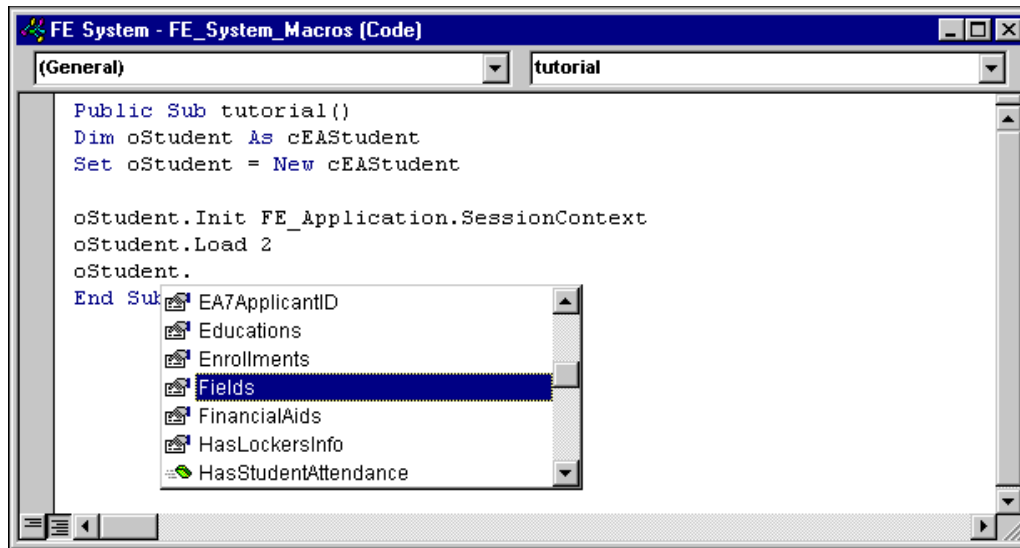 FE System - FE_System_Macros (Code)
(General) tutorial
Public Sub tutorial()
Dim oStudent As cEAStudent
Set oStudent = New cEAStudent
oStudent.Init FE_Application.SessionContext
oStudent.Load 2
oStudent.
End Sub
EA7ApplicantID
Educations
Enrollments
Fields
FinancialAids
HasLockersInfo
HasStudentAttendance